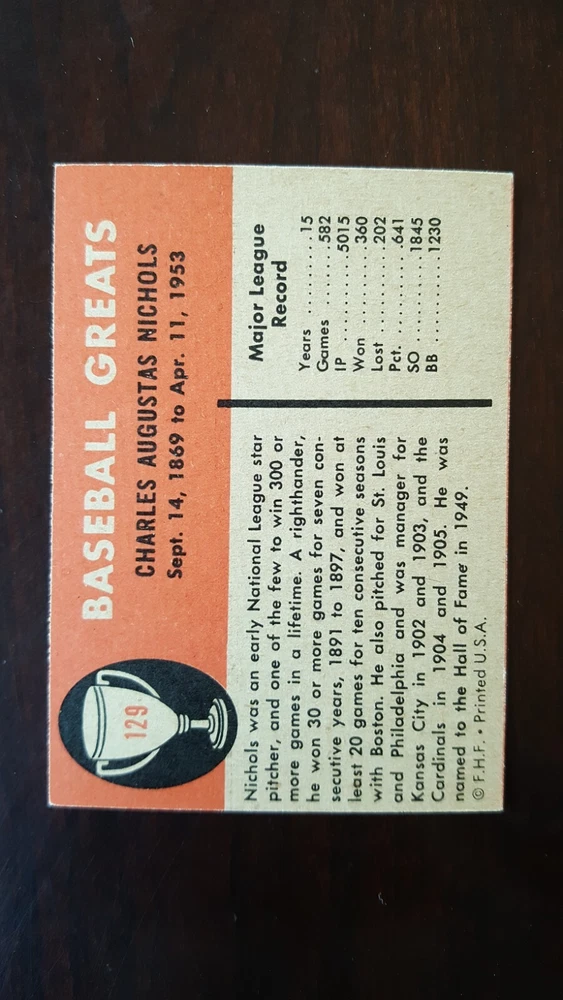 129
BASEBALL GREATS
CHARLES AUGUSTAS NICHOLS
Sept. 14, 1869 to Apr. 11, 1953
Nichols was an early National League star
pitcher, and one of the few to win 300 or
more games in a lifetime. A righthander,
he won 30 or more games for seven con-
secutive years, 1891 to 1897, and won at
least 20 games for ten consecutive seasons
with Boston. He also pitched for St. Louis
and Philadelphia and was manager for
Kansas City in 1902 and 1903, and the
Cardinals in 1904 and 1905. He was
named to the Hall of Fame in 1949.
© F.H.F. • Printed U.S.A.
Major League
Record
Years ........... 15
Games ......... 582
IP ............. 5015
Won ........... 360
Lost ........... 202
Pct. ........... .641
SO ............ 1845
BB ............ 1230